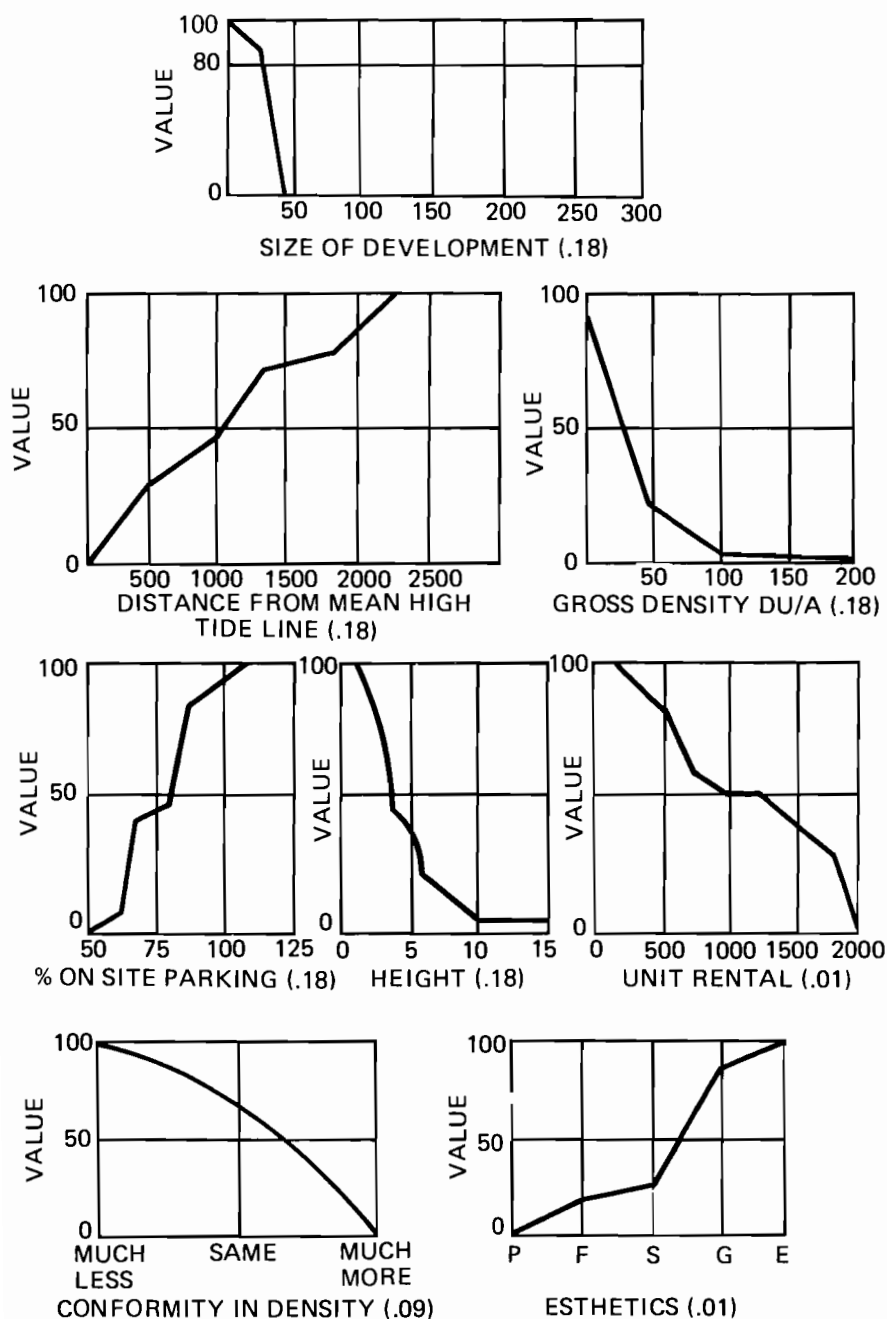 100
80
VALUE
0
50 100 150 200 250 300
SIZE OF DEVELOPMENT (.18)
100
50
VALUE
0
500 1000 1500 2000 2500
DISTANCE FROM MEAN HIGH
TIDE LINE (.18)
100
50
VALUE
0
50 100 150 200
GROSS DENSITY DU/A (.18)
100
50
VALUE
0
50 75 100 125
% ON SITE PARKING (.18)
100
50
VALUE
0
0 5 10 15
HEIGHT (.18)
100
50
VALUE
0
0 500 1000 1500 2000
UNIT RENTAL (.01)
100
50
VALUE
0
MUCH SAME MUCH
LESS MORE
CONFORMITY IN DENSITY (.09)
100
50
VALUE
0
P F S G E
ESTHETICS (.01)